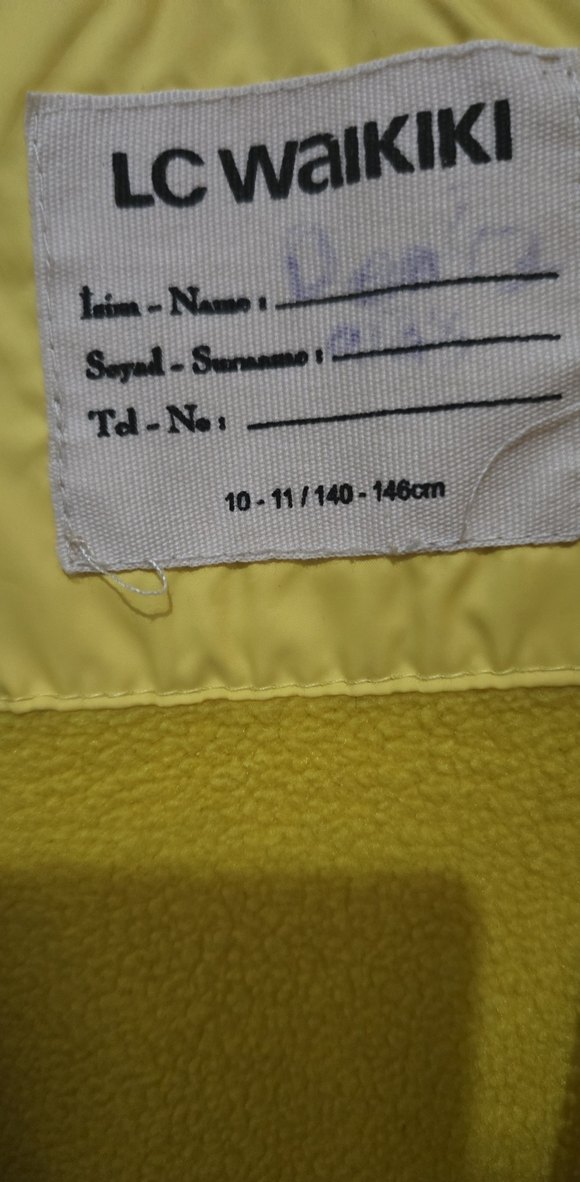 LC WAIKIKI
İsim - Name :
Soyad - Surname :
Tel - No :
10 - 11 / 140 - 146cm